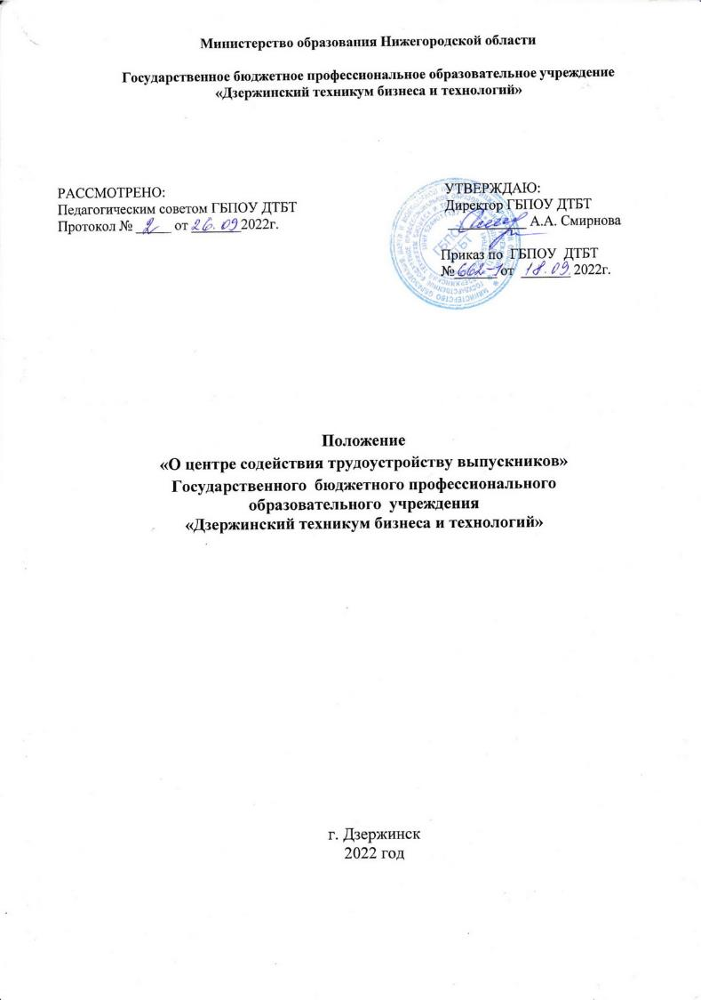 Министерство образования Нижегородской области
Государственное бюджетное профессиональное образовательное учреждение
«Дзержинский техникум бизнеса и технологий»
РАССМОТРЕНО:
Педагогическим советом ГБПОУ ДТБТ
Протокол № 2 от 26.09 2022г.
УТВЕРЖДАЮ:
Директор ГБПОУ ДТБТ
А.А. Смирнова
Приказ по ГБПОУ ДТБТ
№ 662-1 от 18.09. 2022г.
ГБПОУ
ДТБТ
Положение
«О центре содействия трудоустройству выпускников»
Государственного бюджетного профессионального
образовательного учреждения
«Дзержинский техникум бизнеса и технологий»
г. Дзержинск
2022 год